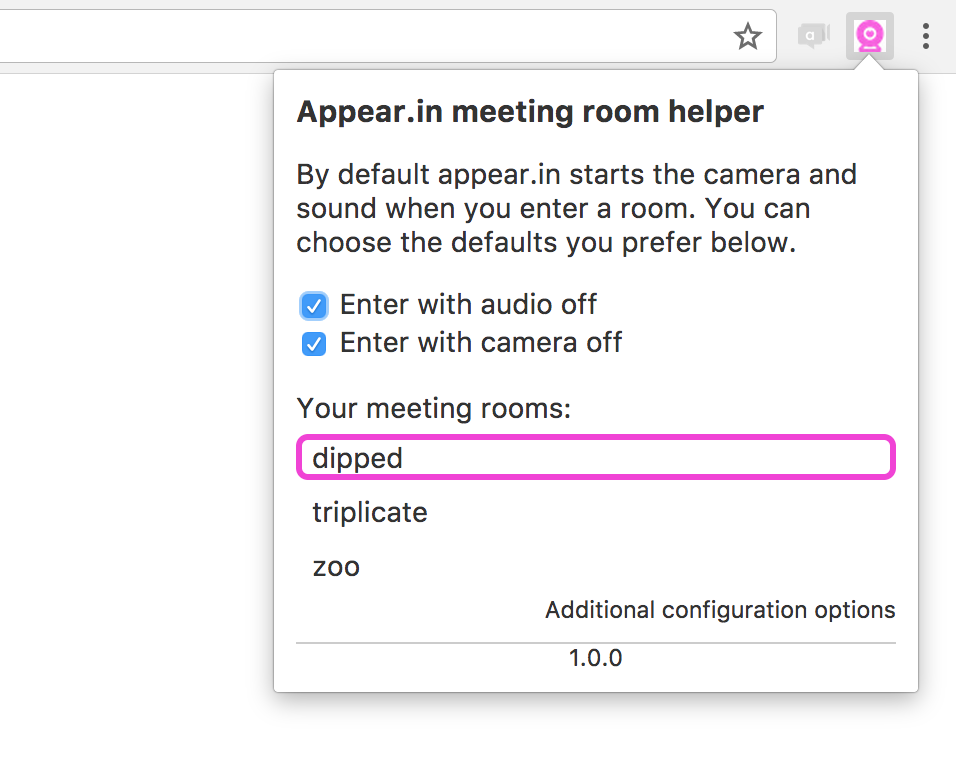 a
Appear.in meeting room helper
By default appear.in starts the camera and
sound when you enter a room. You can
choose the defaults you prefer below.
Enter with audio off
Enter with camera off
Your meeting rooms:
dipped
triplicate
zoo
Additional configuration options
1.0.0